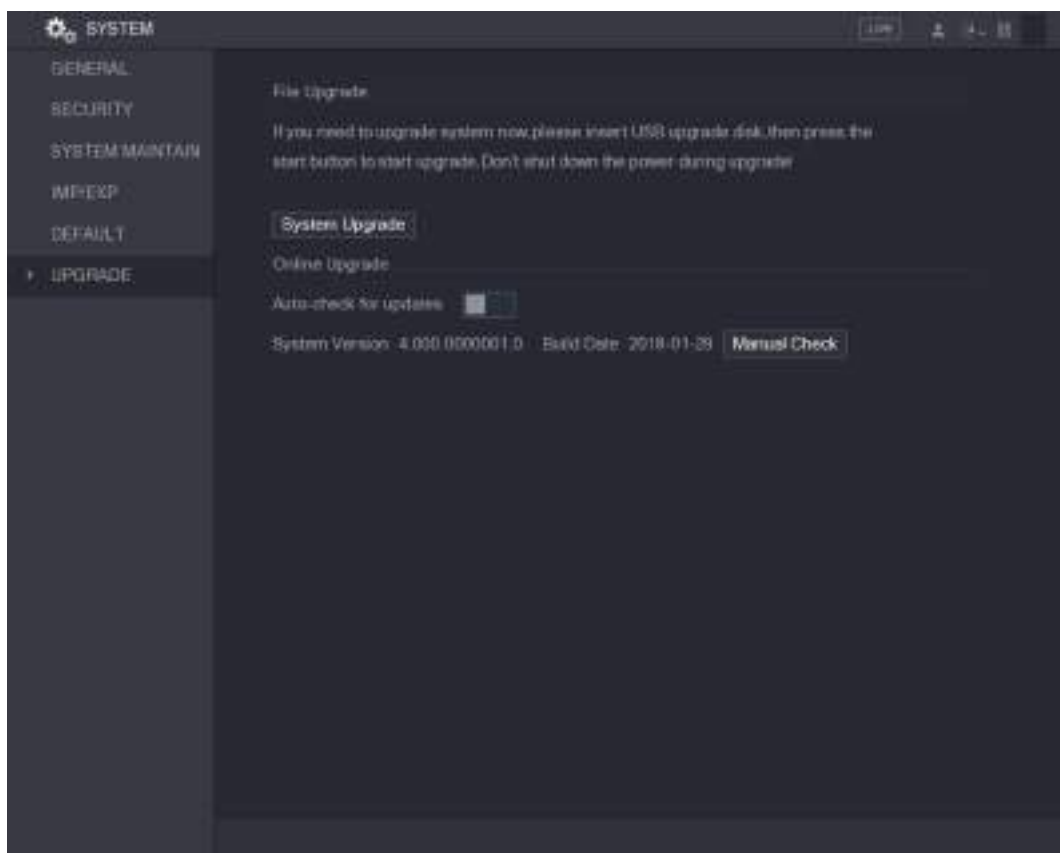 SYSTEM
LIVE
GENERAL
SECURITY
SYSTEM MAINTAIN
IMP/EXP
DEFAULT
UPGRADE
File Upgrade
If you need to upgrade system now,please insert USB upgrade disk,then press the
start button to start upgrade.Don't shut down the power during upgrade!
System Upgrade
Online Upgrade
Auto-check for updates
System Version 4.000.0000001.0 Build Date 2018-01-29 Manual Check